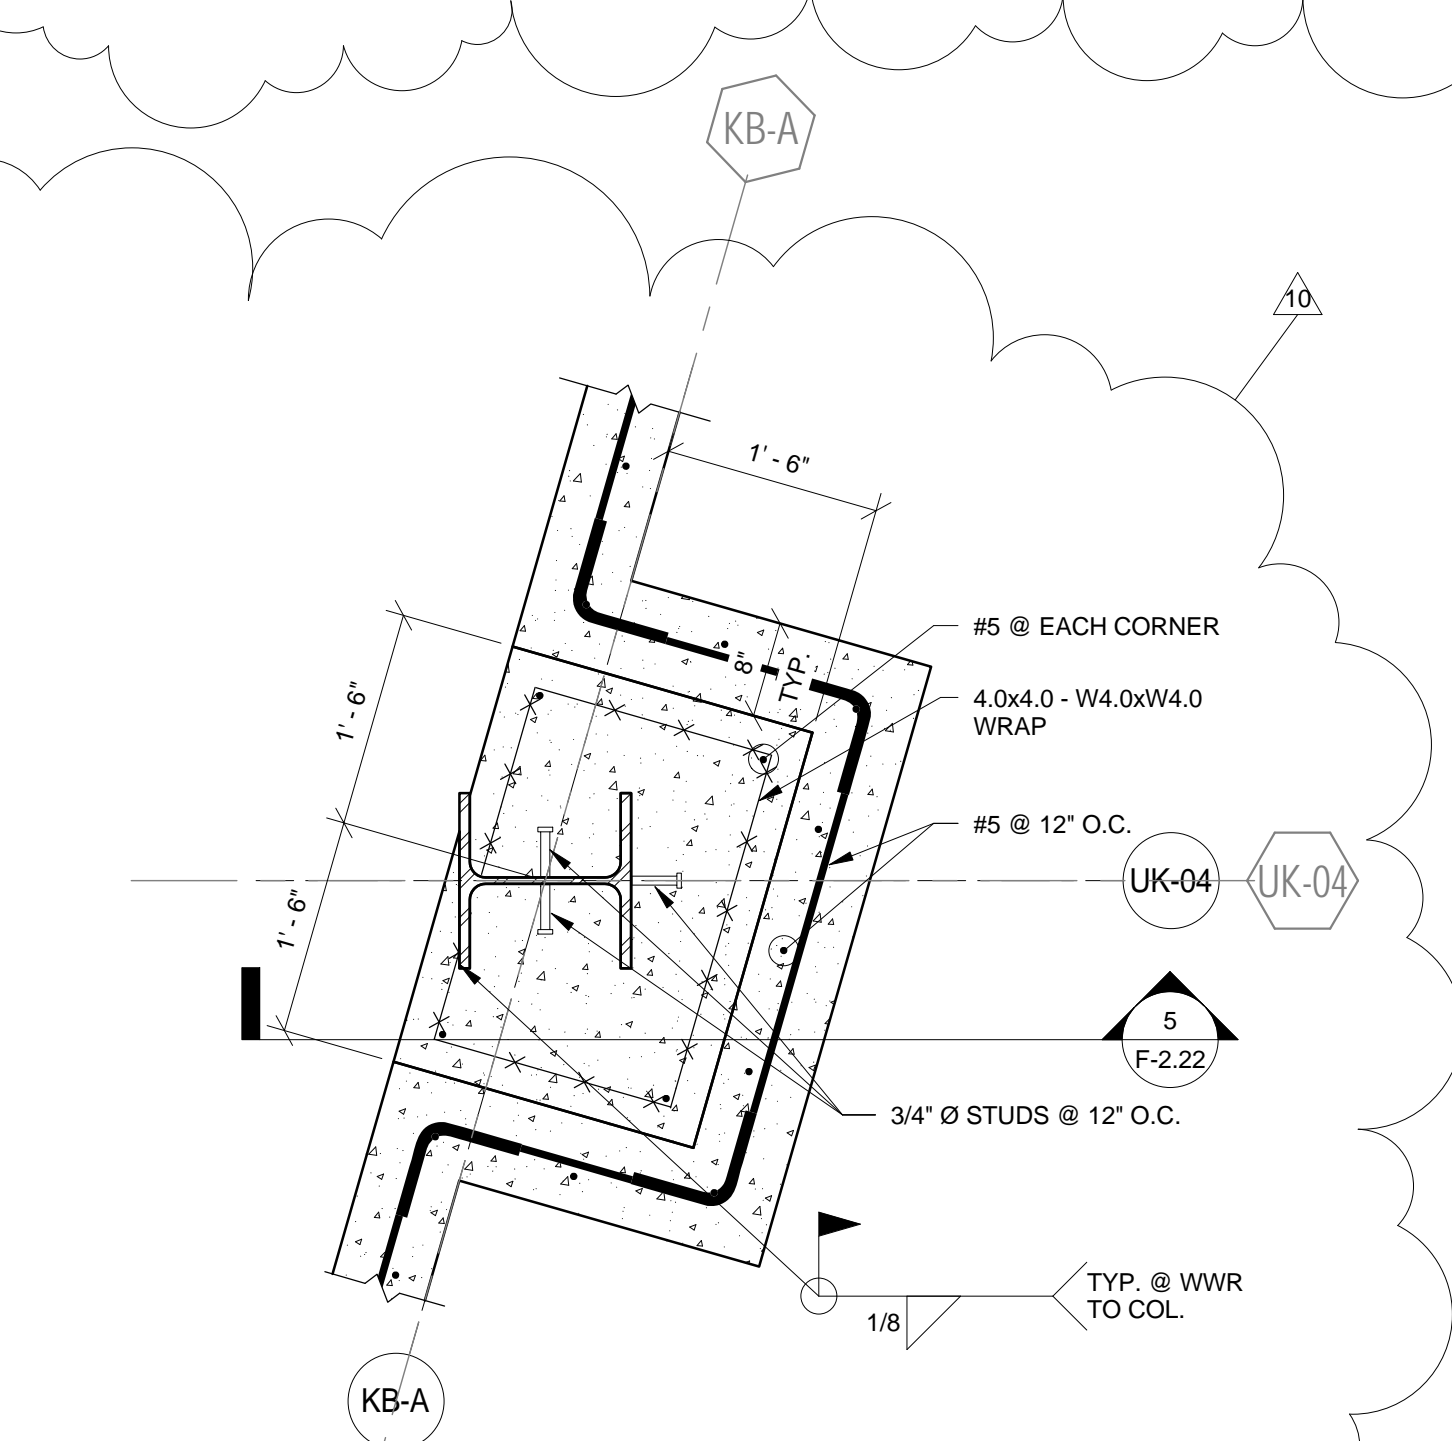 KB-A
10
1' - 6"
#5 @ EACH CORNER
8"
TYP.
4.0x4.0 - W4.0xW4.0
WRAP
1' - 6"
#5 @ 12" O.C.
UK-04
UK-04
1' - 6"
5
F-2.22
3/4" Ø STUDS @ 12" O.C.
TYP. @ WWR
TO COL.
1/8
KB-A